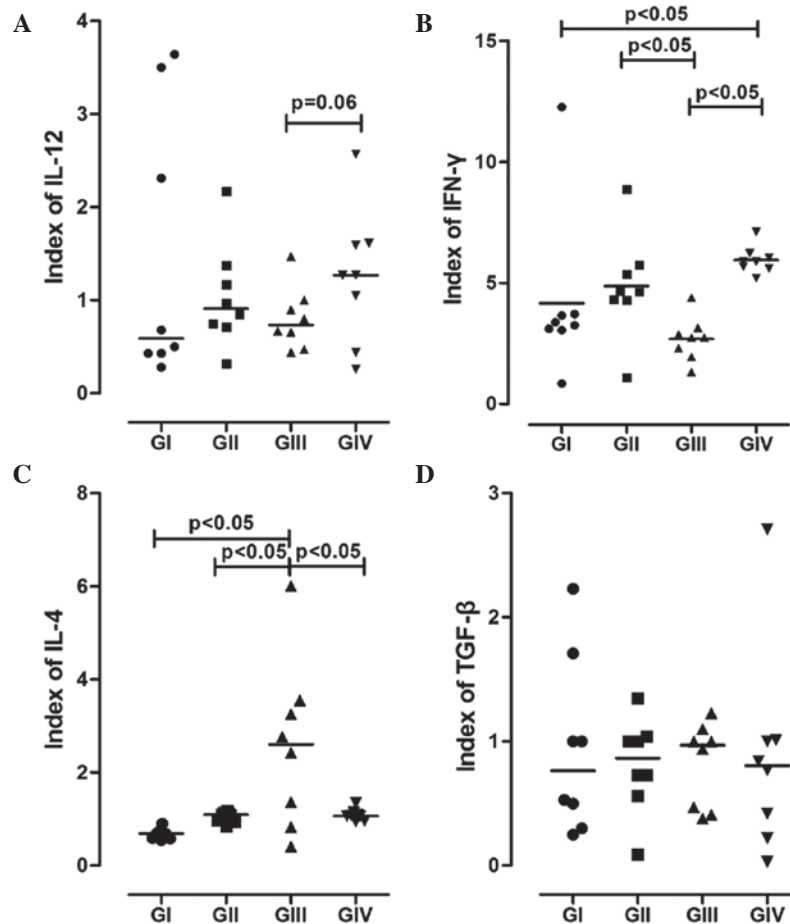 A
Index of IL-12
4
3
2
1
0
p=0.06
GI GII GIII GIV
B
Index of IFN-γ
15
10
5
0
p<0.05
p<0.05
p<0.05
GI GII GIII GIV
C
Index of IL-4
8
6
4
2
0
p<0.05
p<0.05 p<0.05
GI GII GIII GIV
D
Index of TGF-β
3
2
1
0
GI GII GIII GIV